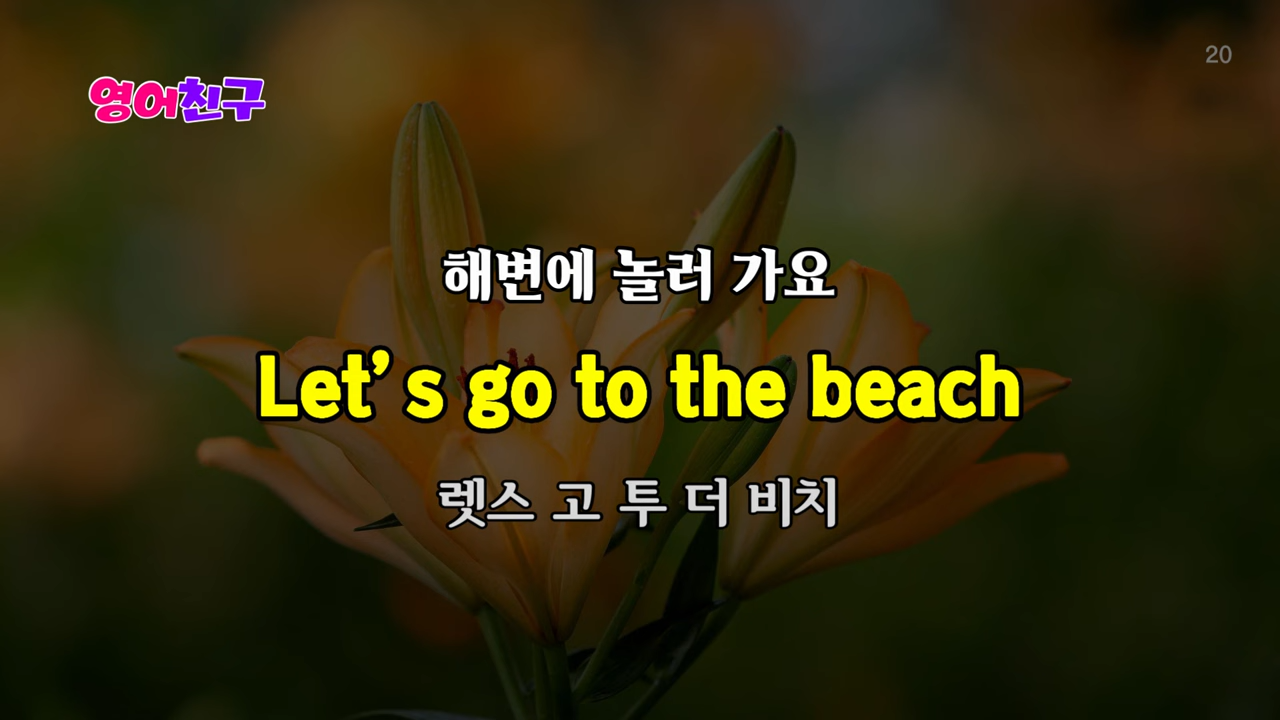 20
영어친구
해변에 놀러 가요
Let's go to the beach
렛스 고 투 더 비치